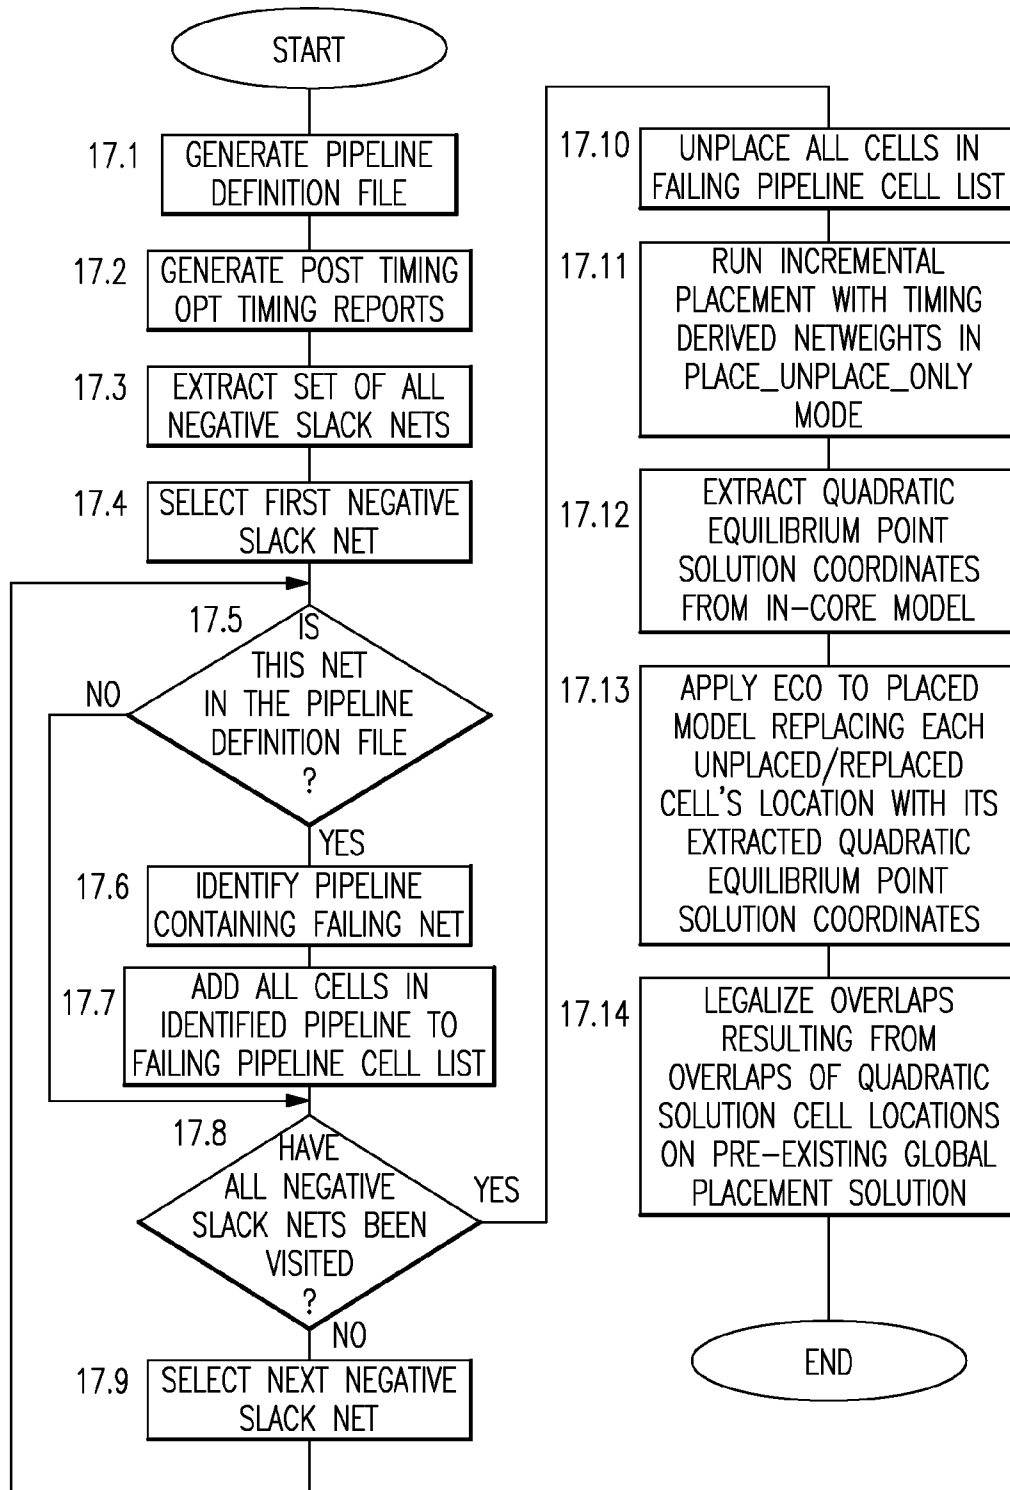 START
17.1
GENERATE PIPELINE
DEFINITION FILE
17.2
GENERATE POST TIMING
OPT TIMING REPORTS
17.3
EXTRACT SET OF ALL
NEGATIVE SLACK NETS
17.4
SELECT FIRST NEGATIVE
SLACK NET
17.5
IS
THIS NET
IN THE PIPELINE
DEFINITION FILE
?
NO
YES
17.6
IDENTIFY PIPELINE
CONTAINING FAILING NET
17.7
ADD ALL CELLS IN
IDENTIFIED PIPELINE TO
FAILING PIPELINE CELL LIST
17.8
HAVE
ALL NEGATIVE
SLACK NETS BEEN
VISITED
?
YES
NO
17.9
SELECT NEXT NEGATIVE
SLACK NET
17.10
UNPLACE ALL CELLS IN
FAILING PIPELINE CELL LIST
17.11
RUN INCREMENTAL
PLACEMENT WITH TIMING
DERIVED NETWEIGHTS IN
PLACE_UNPLACE_ONLY
MODE
17.12
EXTRACT QUADRATIC
EQUILIBRIUM POINT
SOLUTION COORDINATES
FROM IN-CORE MODEL
17.13
APPLY ECO TO PLACED
MODEL REPLACING EACH
UNPLACED/REPLACED
CELL'S LOCATION WITH ITS
EXTRACTED QUADRATIC
EQUILIBRIUM POINT
SOLUTION COORDINATES
17.14
LEGALIZE OVERLAPS
RESULTING FROM
OVERLAPS OF QUADRATIC
SOLUTION CELL LOCATIONS
ON PRE-EXISTING GLOBAL
PLACEMENT SOLUTION
END